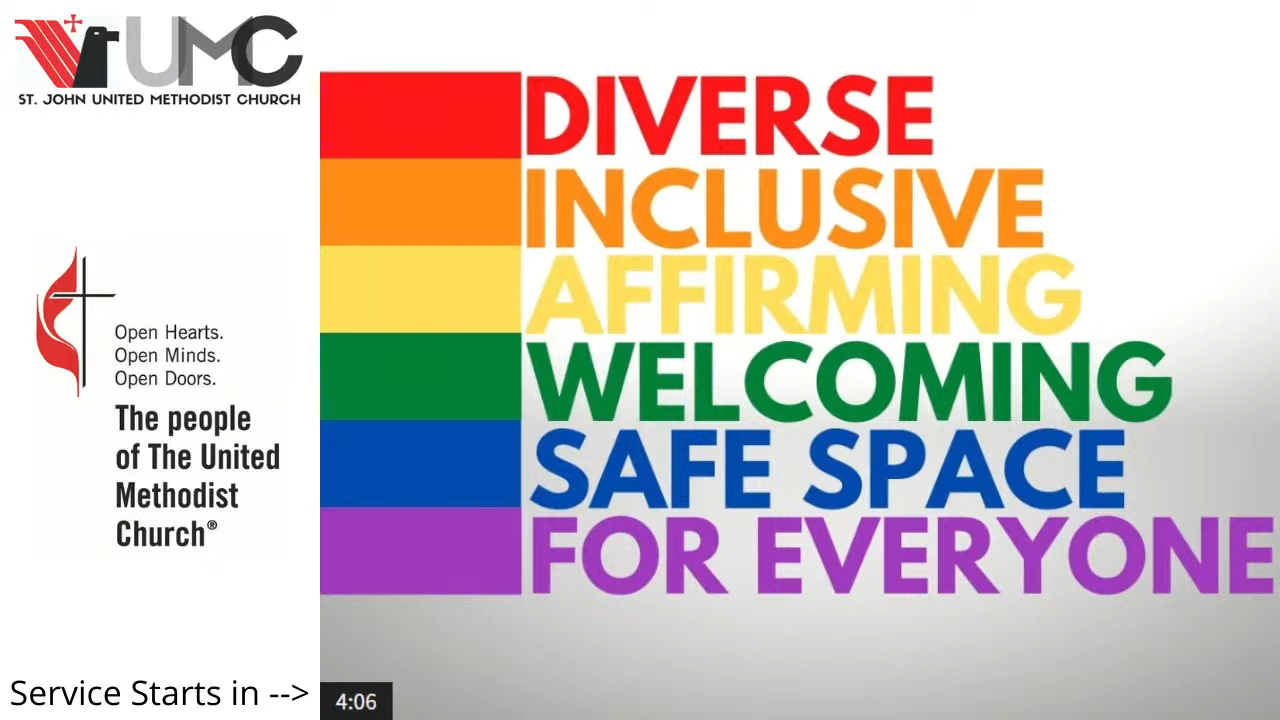 UMC
ST. JOHN UNITED METHODIST CHURCH
Open Hearts.
Open Minds.
Open Doors.
The people
of The United
Methodist
Church®
Service Starts in -->
4:06
DIVERSE
INCLUSIVE
AFFIRMING
WELCOMING
SAFE SPACE
FOR EVERYONE